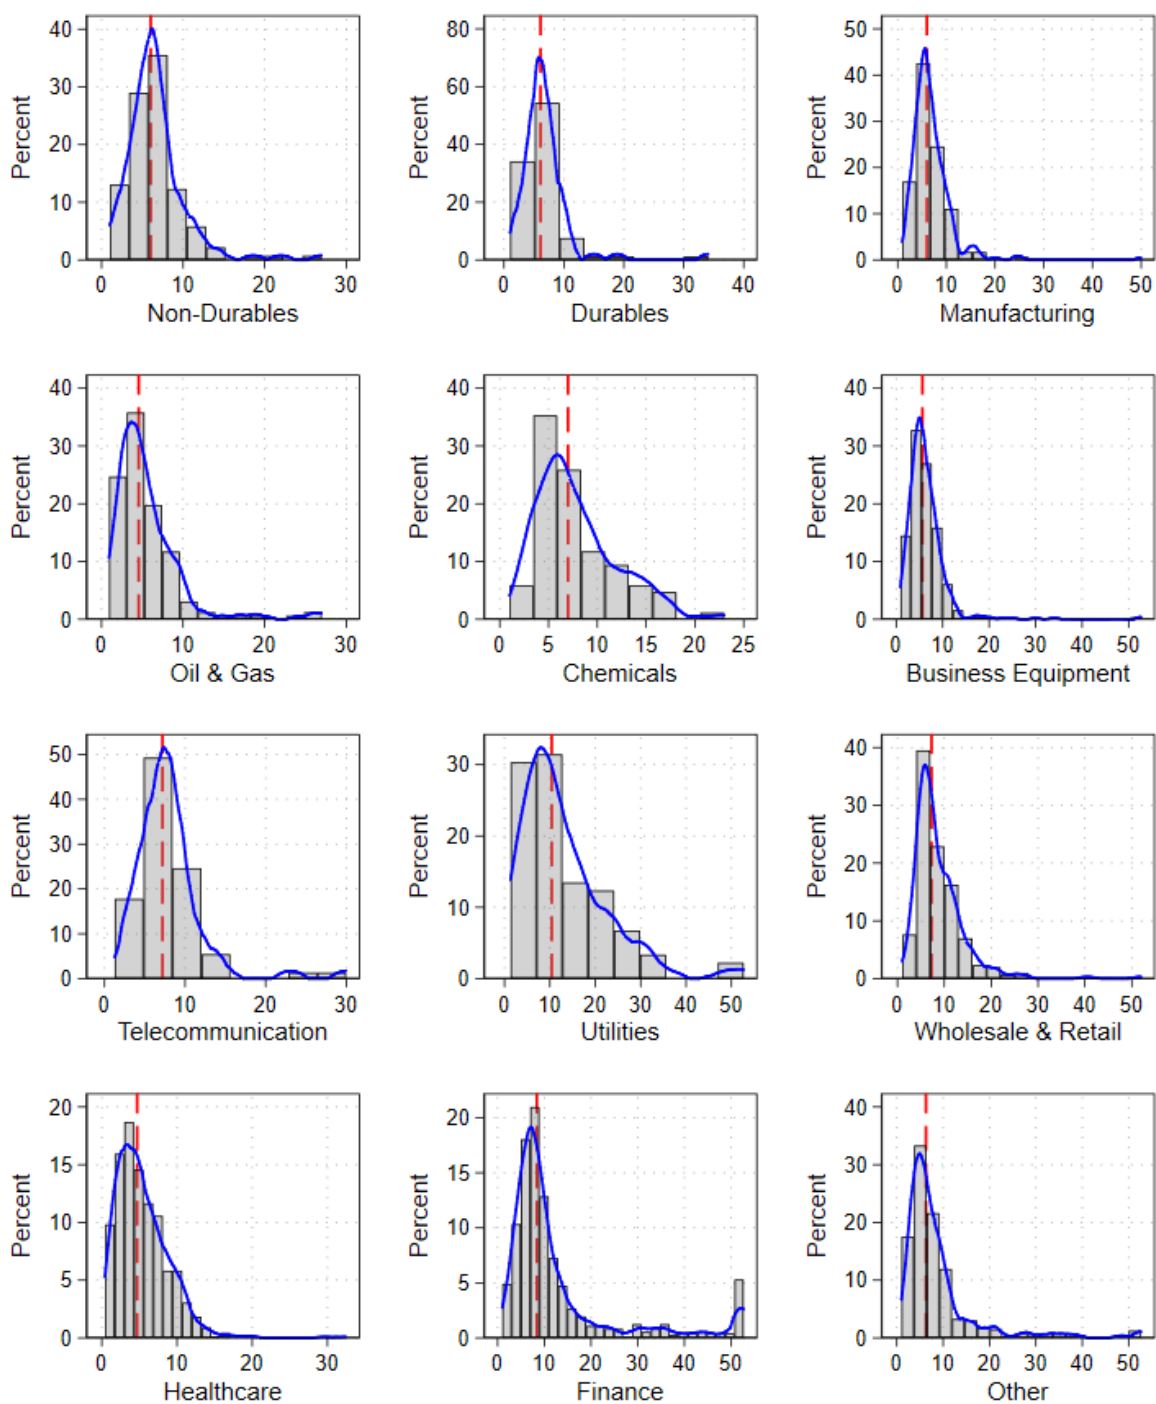 Percent
40
30
20
10
0
0 10 20 30
Non-Durables
Percent
80
60
40
20
0
0 10 20 30 40
Durables
Percent
50
40
30
20
10
0
0 10 20 30 40 50
Manufacturing
Percent
40
30
20
10
0
0 10 20 30
Oil & Gas
Percent
40
30
20
10
0
0 5 10 15 20 25
Chemicals
Percent
40
30
20
10
0
0 10 20 30 40 50
Business Equipment
Percent
50
40
30
20
10
0
0 10 20 30
Telecommunication
Percent
30
20
10
0
0 10 20 30 40 50
Utilities
Percent
40
30
20
10
0
0 10 20 30 40 50
Wholesale & Retail
Percent
20
15
10
5
0
0 10 20 30
Healthcare
Percent
20
15
10
5
0
0 10 20 30 40 50
Finance
Percent
40
30
20
10
0
0 10 20 30 40 50
Other